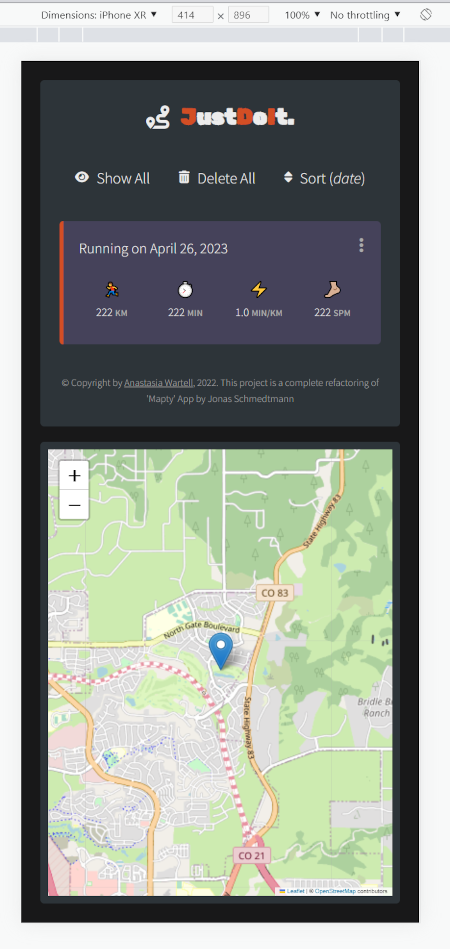 Dimensions: iPhone XR ▼ 414 × 896 100% ▼ No throttling ▼
JustDoIt.
Show All Delete All Sort (date)
Running on April 26, 2023
222 KM 222 MIN 1.0 MIN/KM 222 SPM
© Copyright by Anastasia Wartell, 2022. This project is a complete refactoring of
'Mapty' App by Jonas Schmedtmann
+
−
State Highway 83
CO 83
North Gate Boulevard
State Highway 83
Ranch
CO 21
Leaflet | © OpenStreetMap contributors